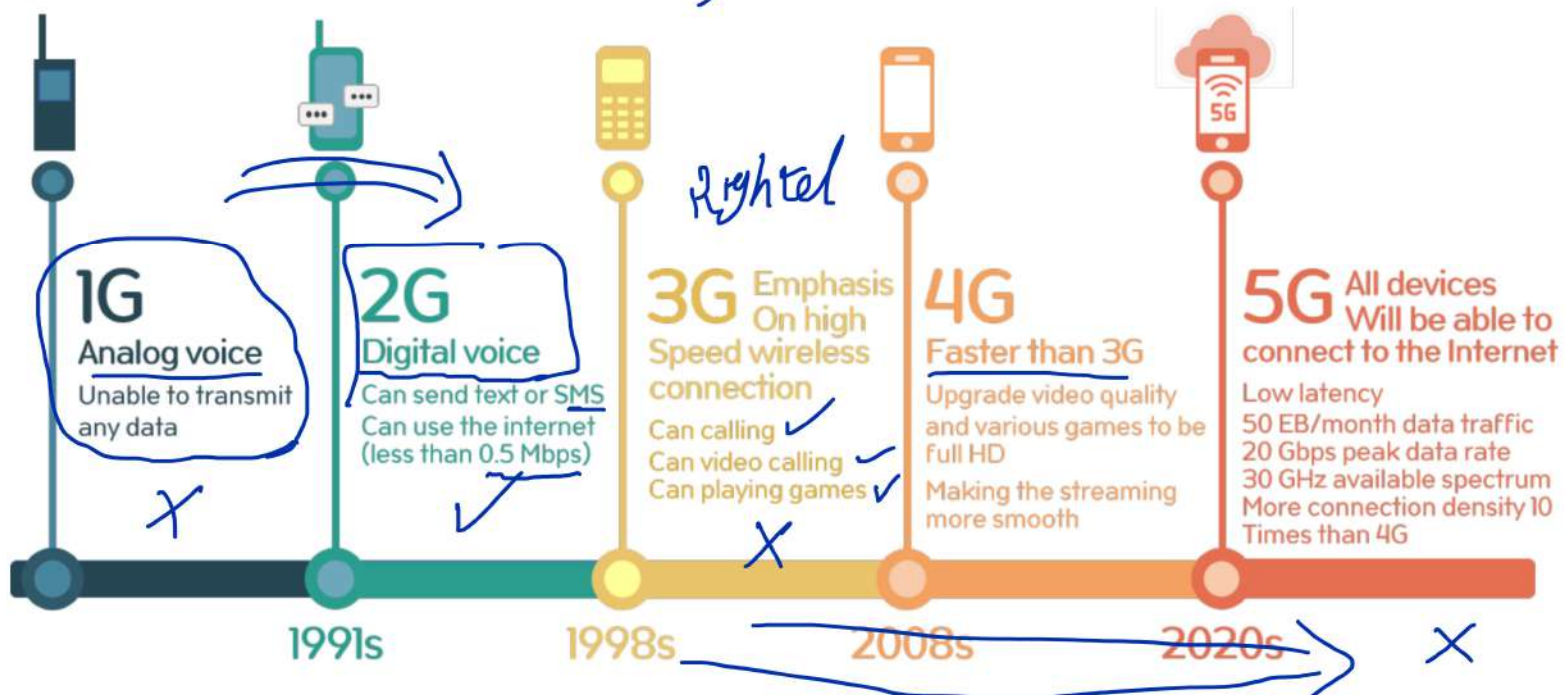 5G
Rightel
1G
Analog voice
Unable to transmit
any data
X
2G
Digital voice
Can send text or SMS
Can use the internet
(less than 0.5 Mbps)
3G Emphasis
On high
Speed wireless
connection
Can calling
Can video calling
Can playing games
X
4G
Faster than 3G
Upgrade video quality
and various games to be
full HD
Making the streaming
more smooth
5G All devices
Will be able to
connect to the Internet
Low latency
50 EB/month data traffic
20 Gbps peak data rate
30 GHz available spectrum
More connection density 10
Times than 4G
1991s
1998s
2008s
2020s
X